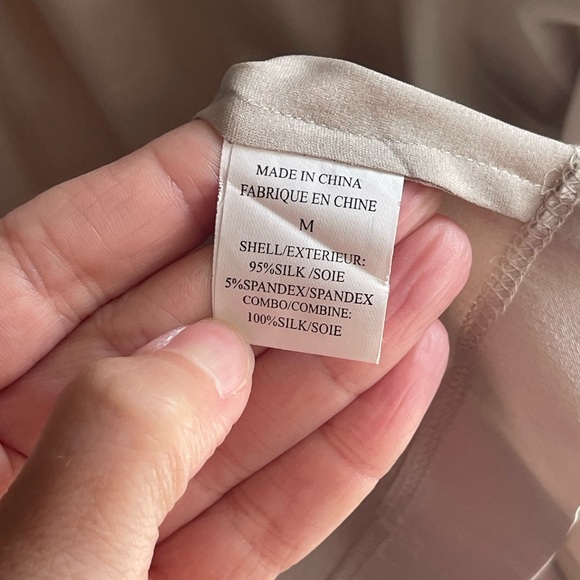 MADE IN CHINA
FABRIQUE EN CHINE
M
SHELL/EXTERIEUR:
95%SILK /SOIE
5%SPANDEX/SPANDEX
COMBO/COMBINE:
100%SILK/SOIE